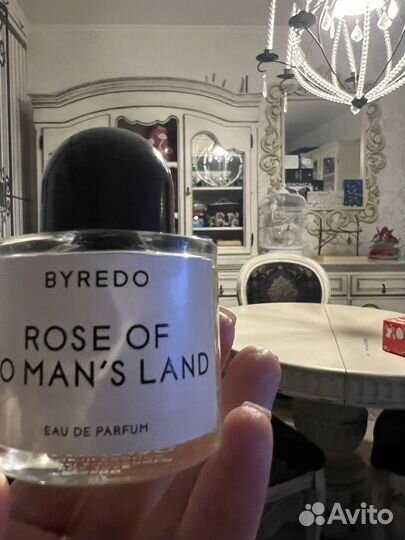 BYREDO
ROSE OF
O MAN'S LAND
EAU DE PARFUM
Avito